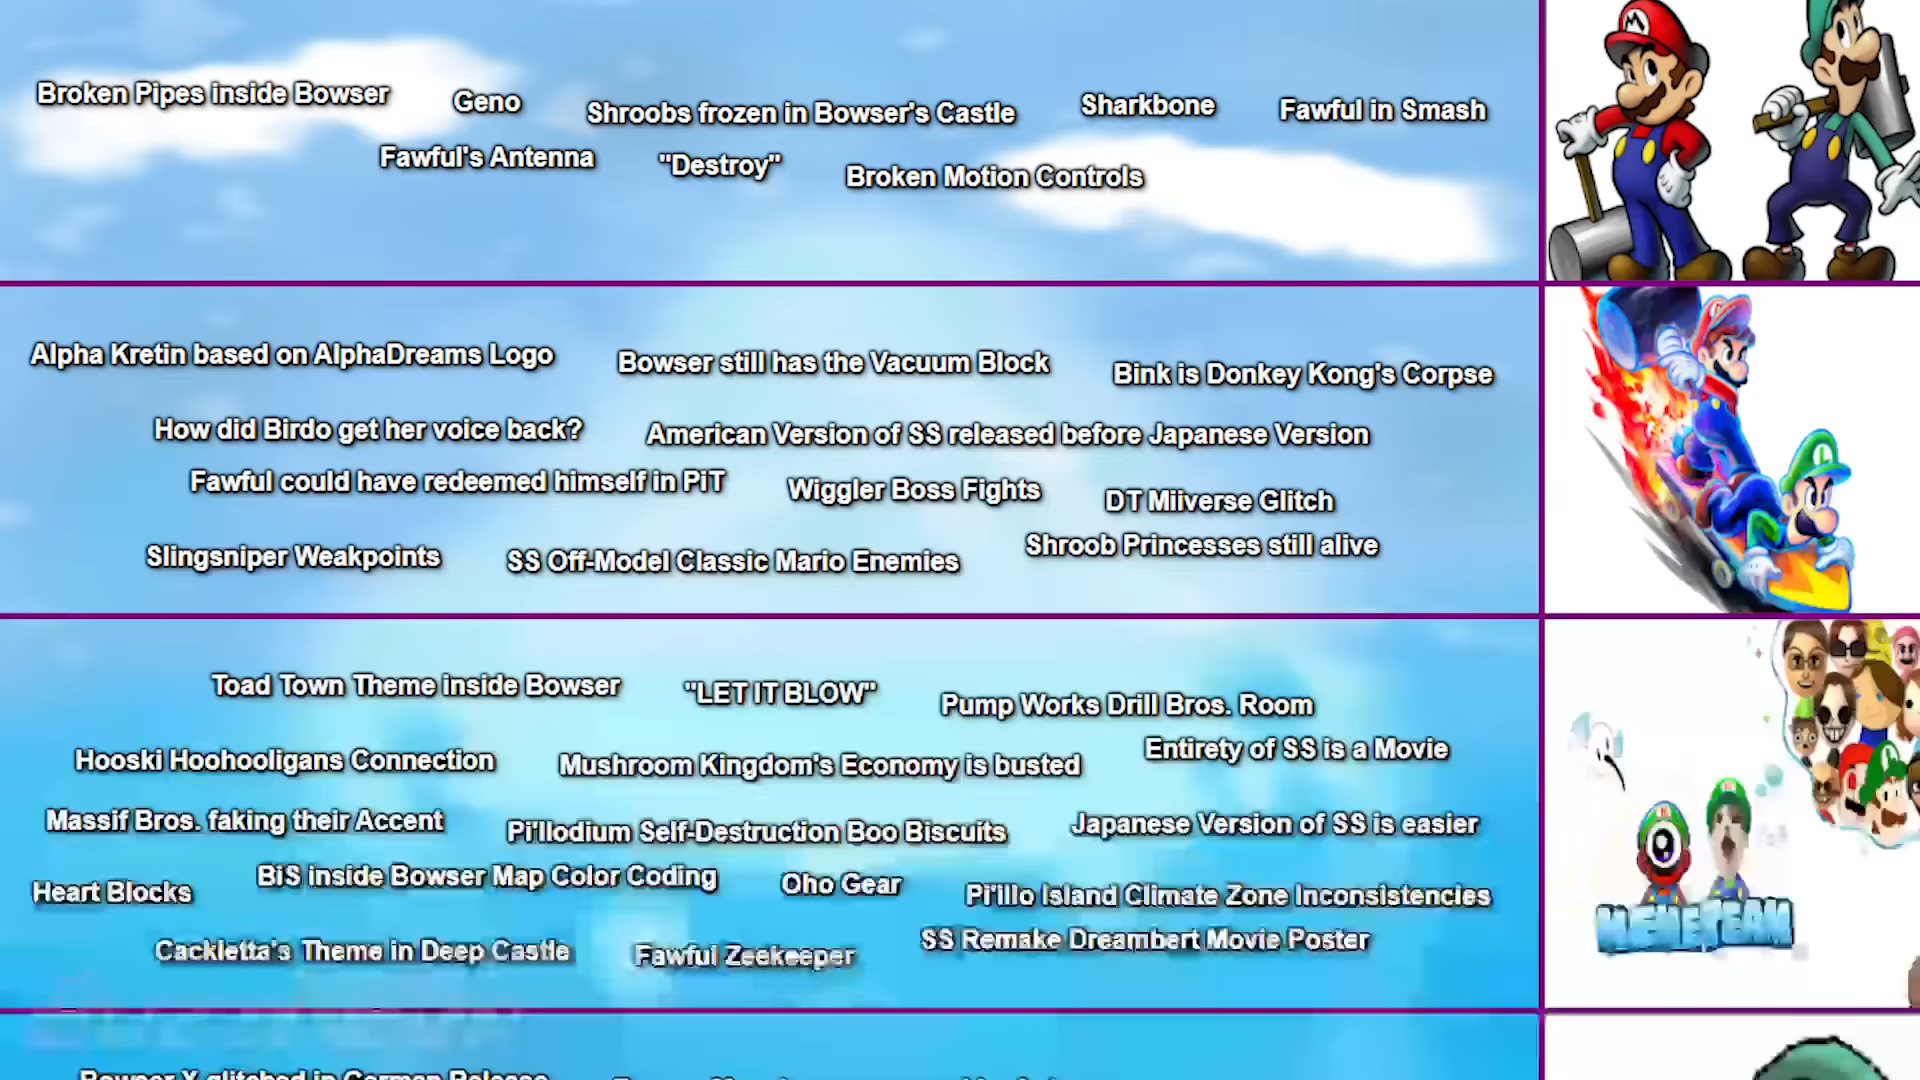 Broken Pipes inside Bowser
Geno
Shroobs frozen in Bowser's Castle
Sharkbone
Fawful in Smash
Fawful's Antenna
"Destroy"
Broken Motion Controls
Alpha Kretin based on AlphaDreams Logo
Bowser still has the Vacuum Block
Bink is Donkey Kong's Corpse
How did Birdo get her voice back?
American Version of SS released before Japanese Version
Fawful could have redeemed himself in PiT
Wiggler Boss Fights
DT Miiverse Glitch
Slingsniper Weakpoints
SS Off-Model Classic Mario Enemies
Shroob Princesses still alive
Toad Town Theme inside Bowser
"LET IT BLOW"
Pump Works Drill Bros. Room
Hooski Hoohooligans Connection
Mushroom Kingdom's Economy is busted
Entirety of SS is a Movie
Massif Bros. faking their Accent
Pi'llodium Self-Destruction Boo Biscuits
Japanese Version of SS is easier
Heart Blocks
BiS inside Bowser Map Color Coding
Oho Gear
Pi'illo Island Climate Zone Inconsistencies
Cackletta's Theme in Deep Castle
Fawful Zeekeeper
SS Remake Dreambert Movie Poster
MEMETEAM
Bowser X glitched in German Release